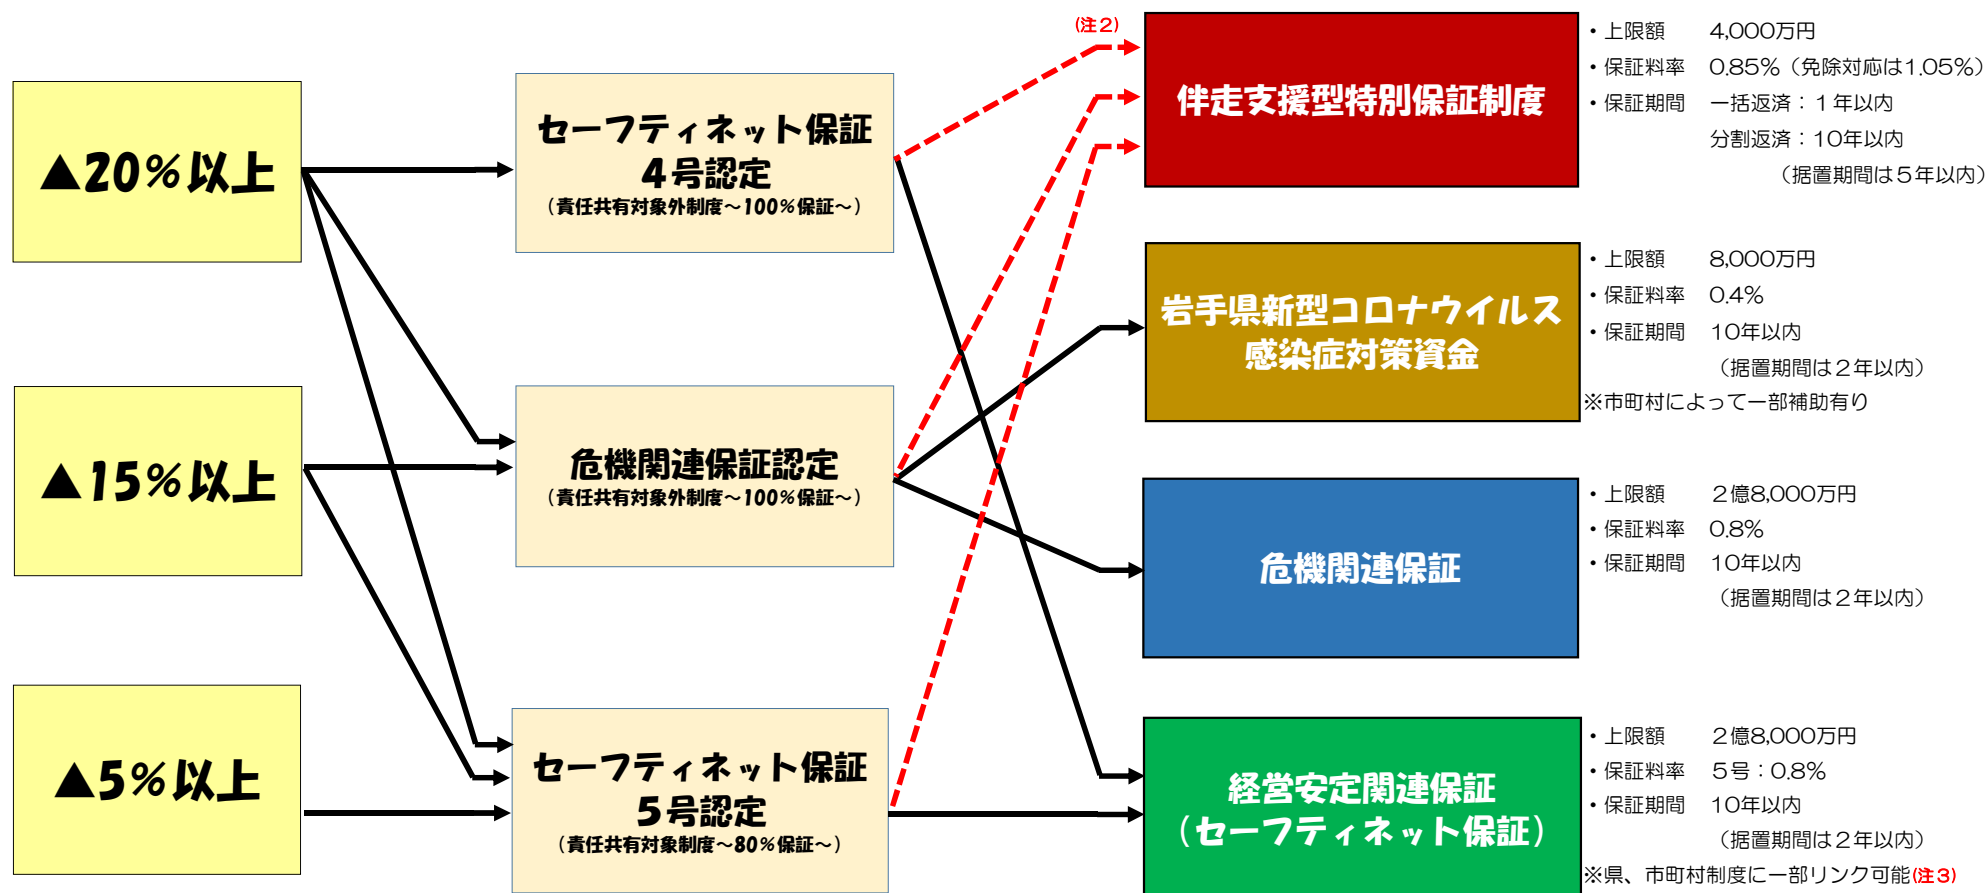 ▲20%以上
▲15%以上
▲5%以上
セーフティネット保証
4号認定
(責任共有対象外制度~100%保証~)
危機関連保証認定
(責任共有対象外制度~100%保証~)
セーフティネット保証
5号認定
(責任共有対象制度~80%保証~)
(注2)
伴走支援型特別保証制度
・上限額 4,000万円
・保証料率 0.85%(免除対応は1.05%)
・保証期間 一括返済:1年以内
分割返済:10年以内
(据置期間は5年以内)
岩手県新型コロナウイルス
感染症対策資金
・上限額 8,000万円
・保証料率 0.4%
・保証期間 10年以内
(据置期間は2年以内)
※市町村によって一部補助有り
危機関連保証
・上限額 2億8,000万円
・保証料率 0.8%
・保証期間 10年以内
(据置期間は2年以内)
経営安定関連保証
(セーフティネット保証)
・上限額 2億8,000万円
・保証料率 5号:0.8%
・保証期間 10年以内
(据置期間は2年以内)
※県、市町村制度に一部リンク可能(注3)